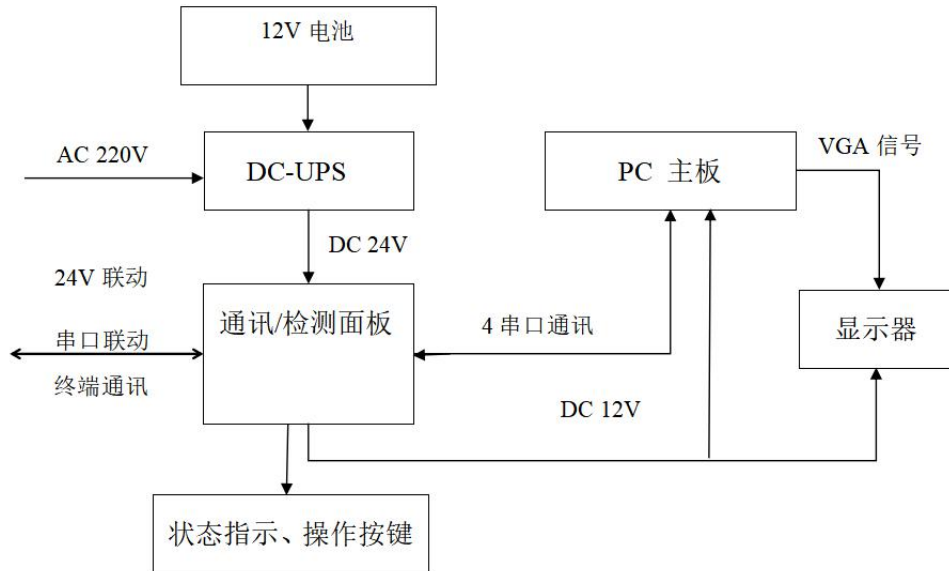 12V 电池
AC 220V
DC-UPS
PC 主板
VGA 信号
DC 24V
24V 联动
串口联动
终端通讯
通讯/检测面板
4 串口通讯
显示器
DC 12V
状态指示、操作按键